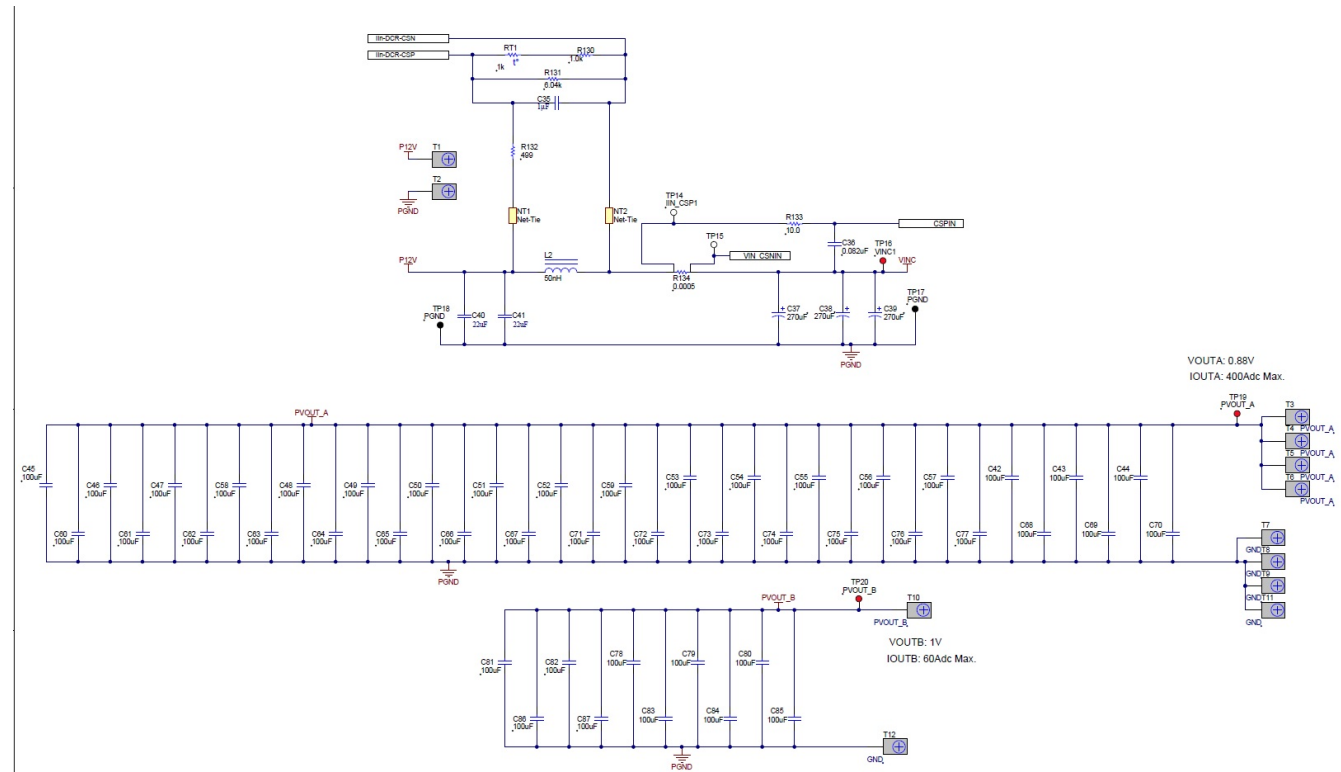 Iin-DCR-CSN
Iin-DCR-CSP
RT1
1k
t°
R130
1.0k
R131
6.04k
C35
1µF
R132
499
P12V
T1
T2
PGND
NT1
Net-Tie
NT2
Net-Tie
TP14
IIN_CSP1
R133
10.0
CSPIN
TP15
VIN_CSNIN
C36
0.082uF
TP16
VINC1
P12V
L2
50nH
R134
0.0005
VINC
TP18
PGND
C40
22uF
C41
22uF
C37
270uF
C38
270uF
C39
270uF
TP17
PGND
PGND
VOUTA: 0.88V
IOUTA: 400Adc Max.
PVOUT_A
TP19
PVOUT_A
T3
PVOUT_A
T4
PVOUT_A
T5
PVOUT_A
T6
PVOUT_A
C45
100uF
C46
100uF
C47
100uF
C58
100uF
C48
100uF
C49
100uF
C50
100uF
C51
100uF
C52
100uF
C59
100uF
C53
100uF
C54
100uF
C55
100uF
C56
100uF
C57
100uF
C42
100uF
C43
100uF
C44
100uF
C60
100uF
C61
100uF
C62
100uF
C63
100uF
C64
100uF
C65
100uF
C66
100uF
C67
100uF
C71
100uF
C72
100uF
C73
100uF
C74
100uF
C75
100uF
C76
100uF
C77
100uF
C68
100uF
C69
100uF
C70
100uF
T7
GND
T8
GND
T9
GND
T11
GND
PGND
PVOUT_B
TP20
PVOUT_B
T10
PVOUT_B
VOUTB: 1V
IOUTB: 60Adc Max.
C81
100uF
C82
100uF
C78
100uF
C79
100uF
C80
100uF
C86
100uF
C87
100uF
C83
100uF
C84
100uF
C85
100uF
T12
GND
PGND